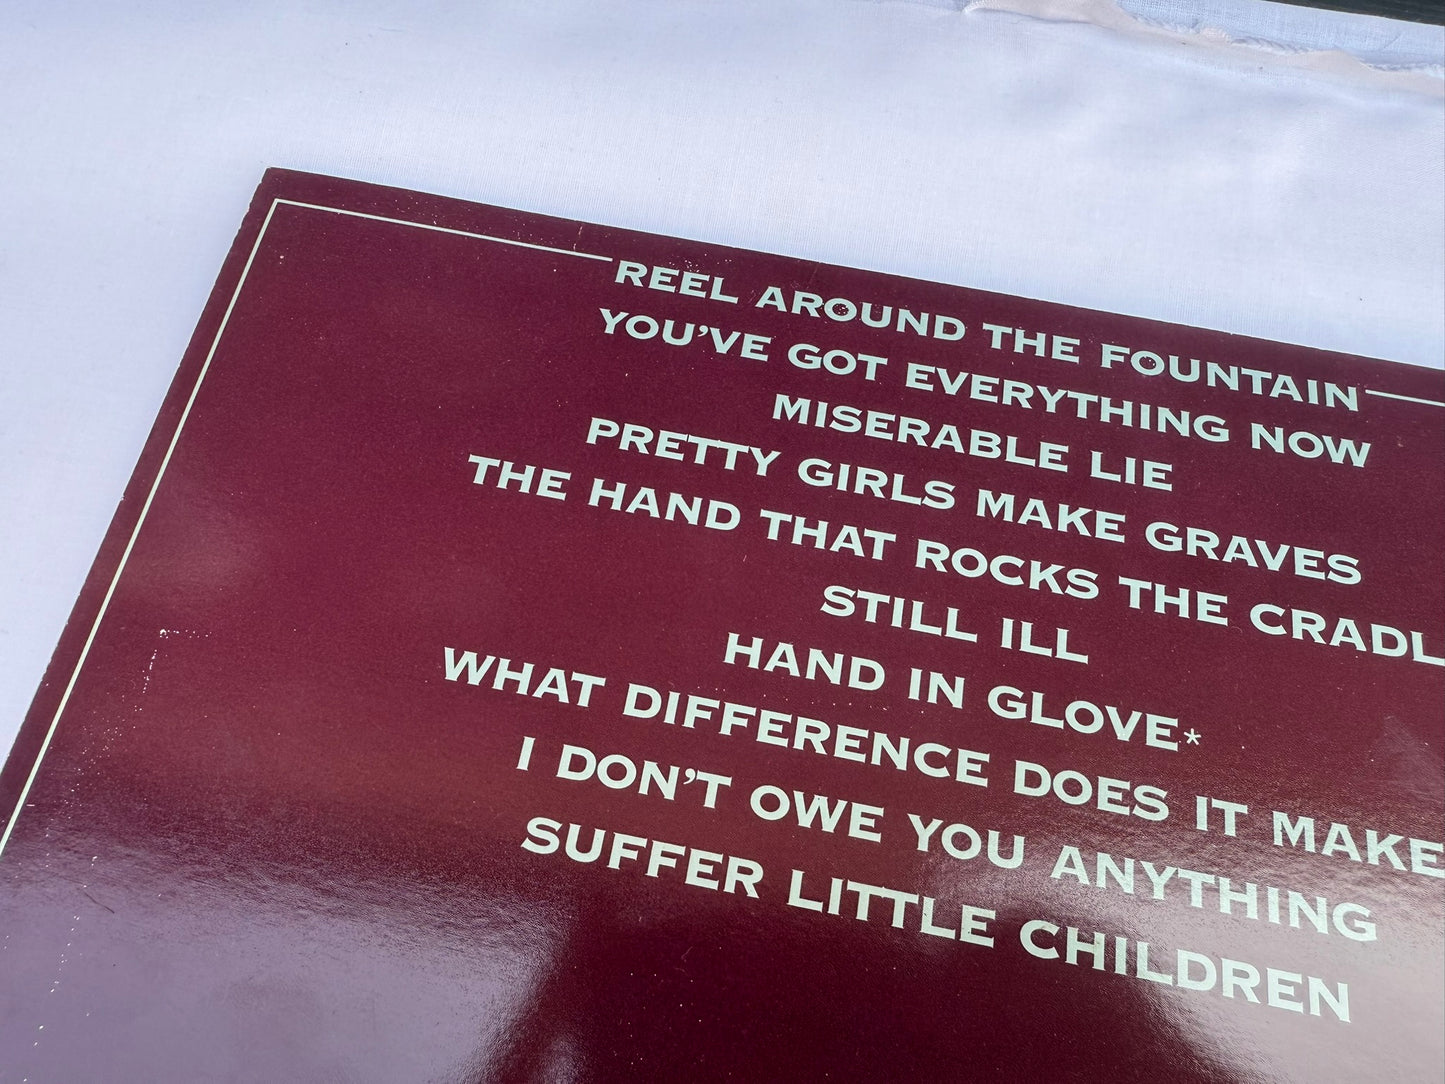 REEL AROUND THE FOUNTAIN
YOU'VE GOT EVERYTHING NOW
MISERABLE LIE
PRETTY GIRLS MAKE GRAVES
THE HAND THAT ROCKS THE CRADL
STILL ILL
HAND IN GLOVE*
WHAT DIFFERENCE DOES IT MAKE
I DON'T OWE YOU ANYTHING
SUFFER LITTLE CHILDREN